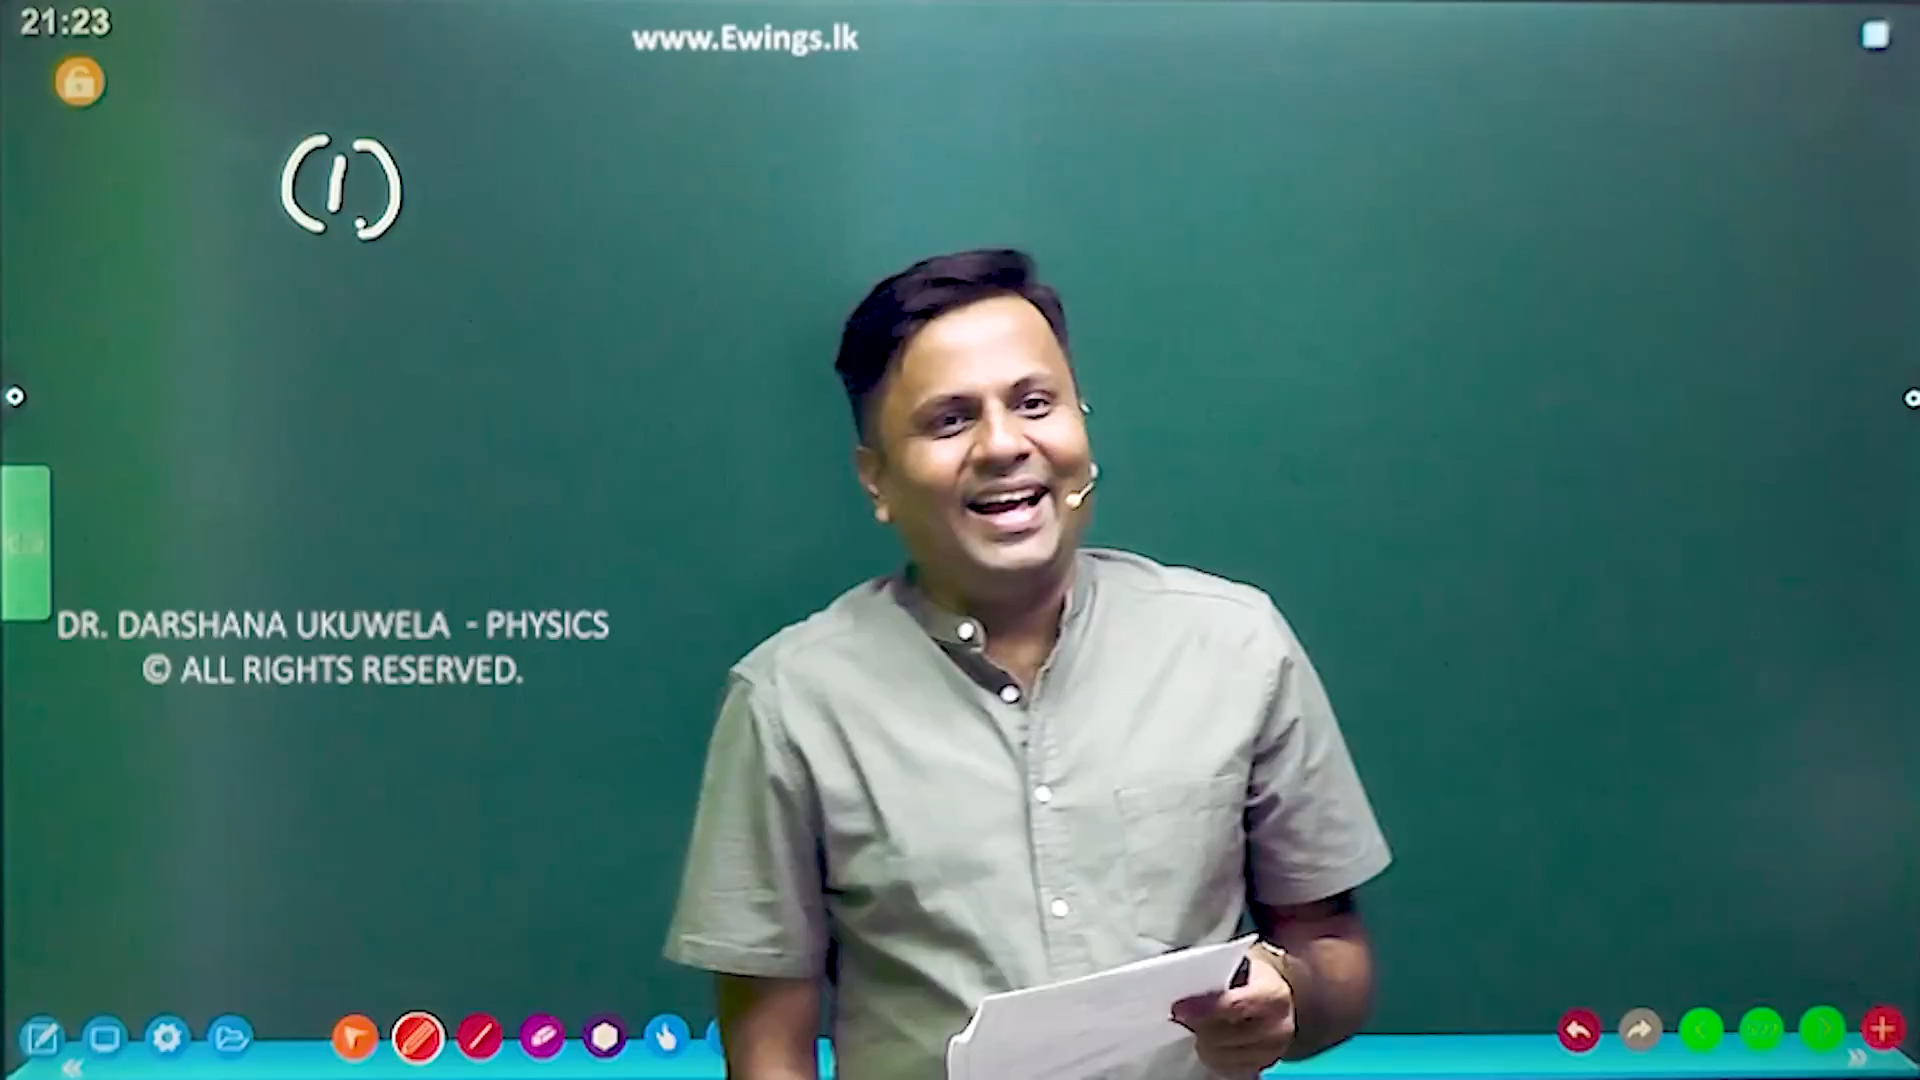 21:23
www.Ewings.lk
(1.)
DR. DARSHANA UKUWELA - PHYSICS
© ALL RIGHTS RESERVED.